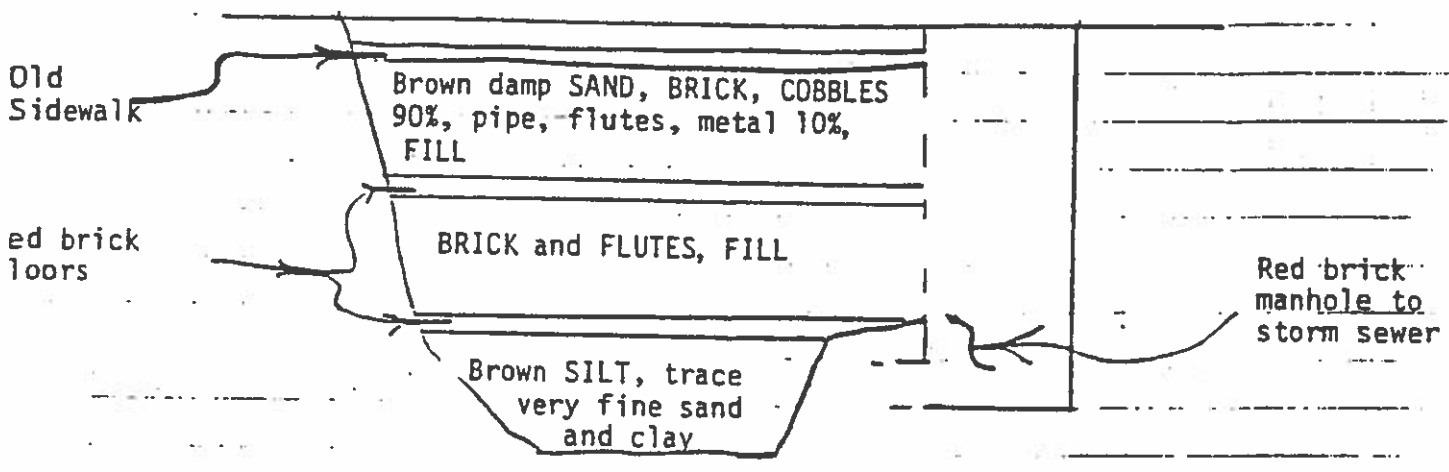 Old
Sidewalk
Brown damp SAND, BRICK, COBBLES
90%, pipe, flutes, metal 10%,
FILL
ed brick
loors
BRICK and FLUTES, FILL
Red brick
manhole to
storm sewer
Brown SILT, trace
very fine sand
and clay